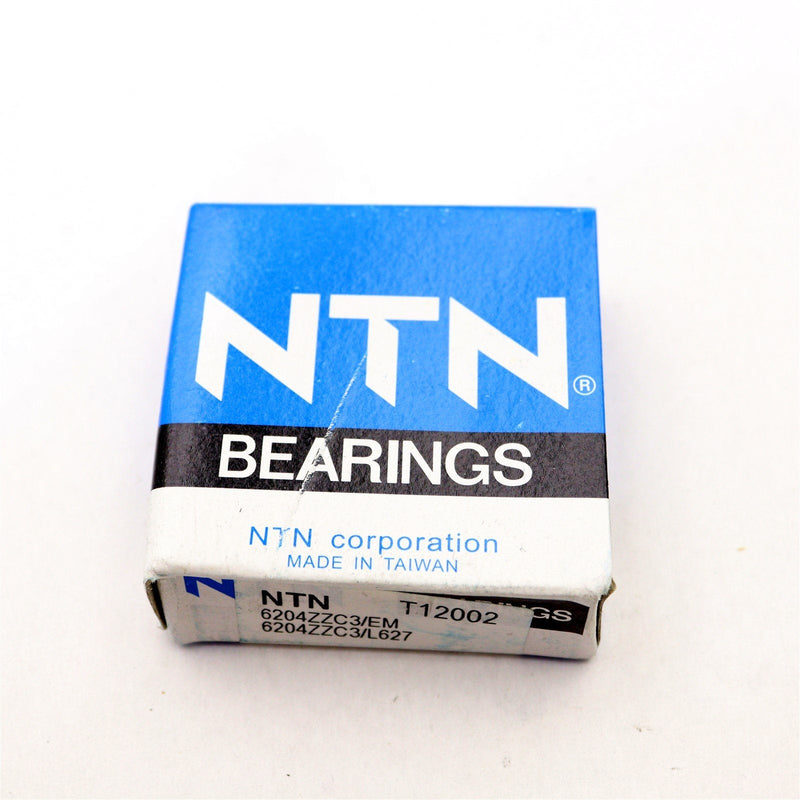 NTN®
BEARINGS
NTN corporation
MADE IN TAIWAN
NTN T12002
6204ZZC3/EM
6204ZZC3/L627